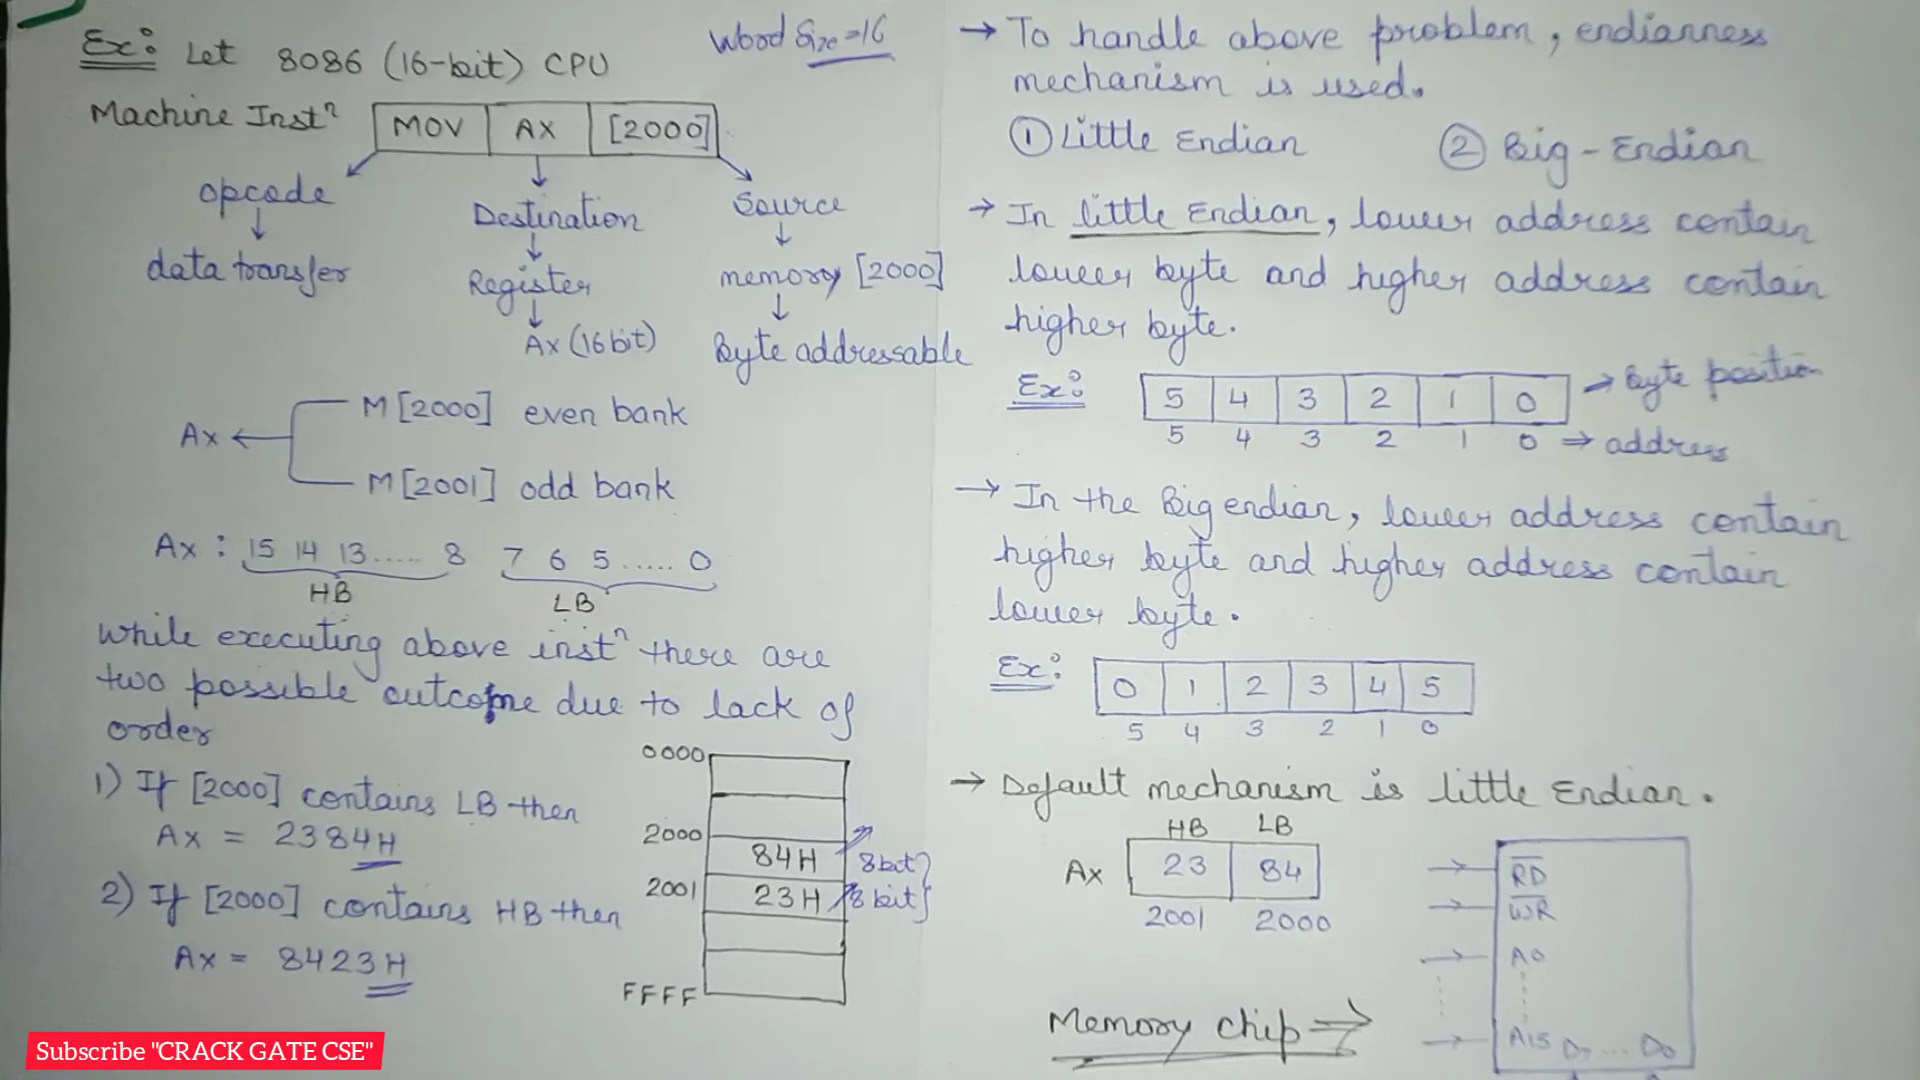 Ex: Let 8086 (16-bit) CPU
Word Size=16
Machine Instⁿ MOV AX [2000]
opcode Destination Source
data transfer Register memory [2000]
AX (16 bit) Byte addressable
AX ← M [2000] even bank
M [2001] odd bank
AX : 15 14 13..... 8 7 6 5..... 0
HB LB
While executing above instⁿ there are
two possible outcome due to lack of
order
1) If [2000] contains LB then
AX = 2384H
2) If [2000] contains HB then
AX = 8423H
0000
2000 84H 8 bit
2001 23H 8 bit
FFFF
→ To handle above problem, endianness
mechanism is used.
① Little Endian ② Big-Endian
→ In little Endian, lower address contain
lower byte and higher address contain
higher byte.
Ex: 5 4 3 2 1 0 → Byte position
5 4 3 2 1 0 ⇒ address
→ In the Big endian, lower address contain
higher byte and higher address contain
lower byte.
Ex: 0 1 2 3 4 5
5 4 3 2 1 0
→ Default mechanism is little Endian.
HB LB
AX 23 84
2001 2000
Memory chip ⇒
RD
WR
A0
A15 D7 ... D0
Subscribe "CRACK GATE CSE"